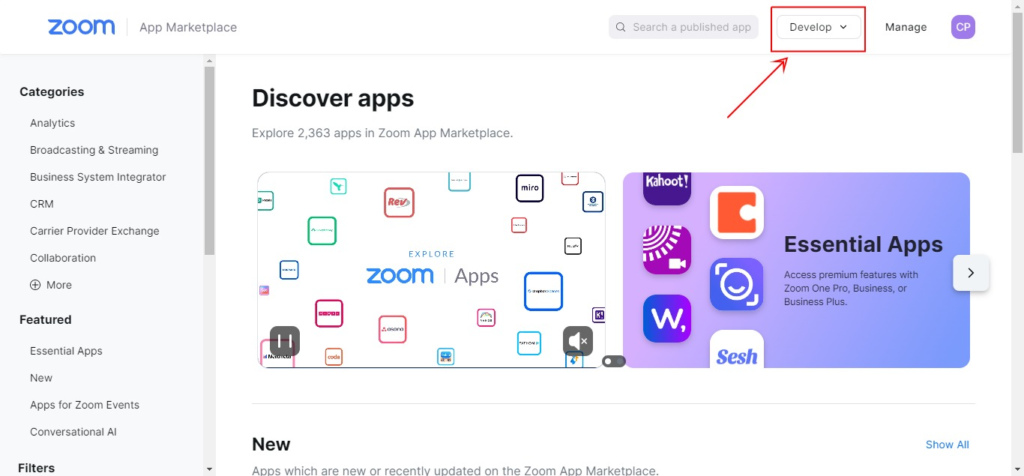 zoom
App Marketplace
Search a published app
Develop
Manage
CP
Categories
Analytics
Broadcasting & Streaming
Business System Integrator
CRM
Carrier Provider Exchange
Collaboration
More
Featured
Essential Apps
New
Apps for Zoom Events
Conversational AI
Filters
Discover apps
Explore 2,363 apps in Zoom App Marketplace.
Rev
miro
EXPLORE
zoom Apps
asana
coda
Kahoot!
W,
Sesh
Essential Apps
Access premium features with
Zoom One Pro, Business, or
Business Plus.
New
Show All
Apps which are new or recently updated on the Zoom App Marketplace.